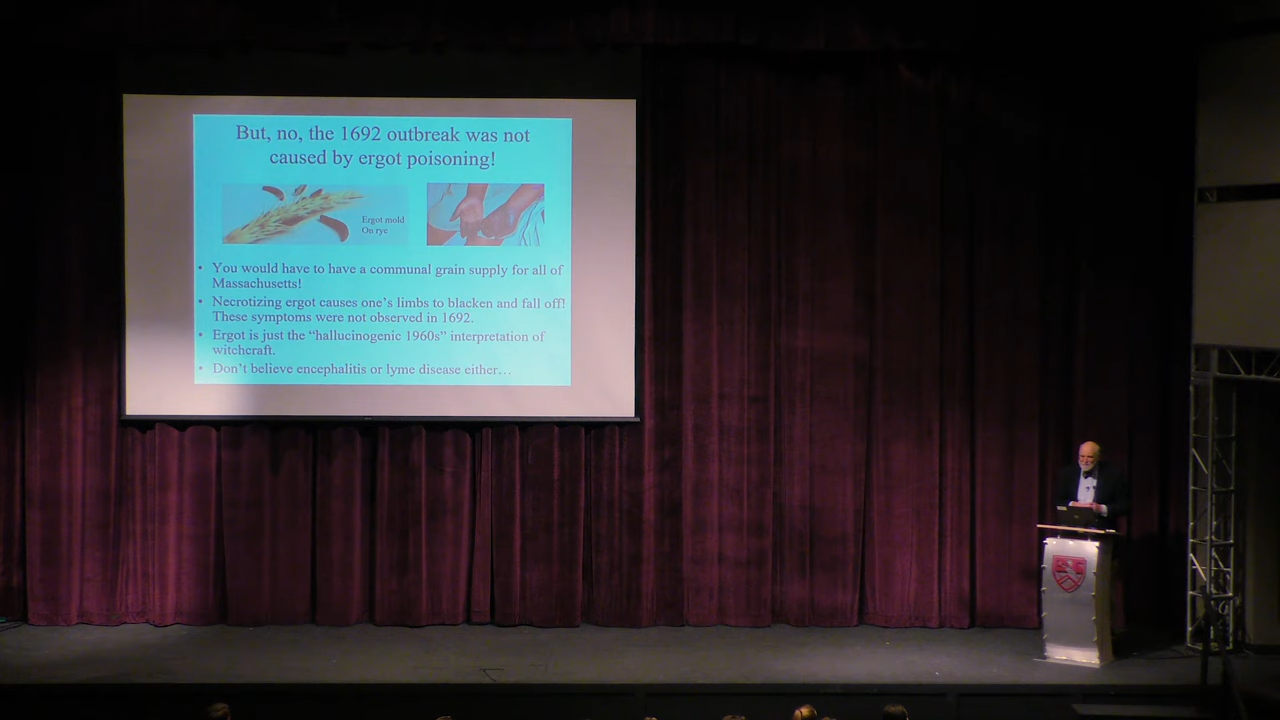 But, no, the 1692 outbreak was not
caused by ergot poisoning!
Ergot mold
On rye
• You would have to have a communal grain supply for all of
Massachusetts!
• Necrotizing ergot causes one’s limbs to blacken and fall off!
These symptoms were not observed in 1692.
• Ergot is just the “hallucinogenic 1960s” interpretation of
witchcraft.
• Don’t believe encephalitis or lyme disease either…